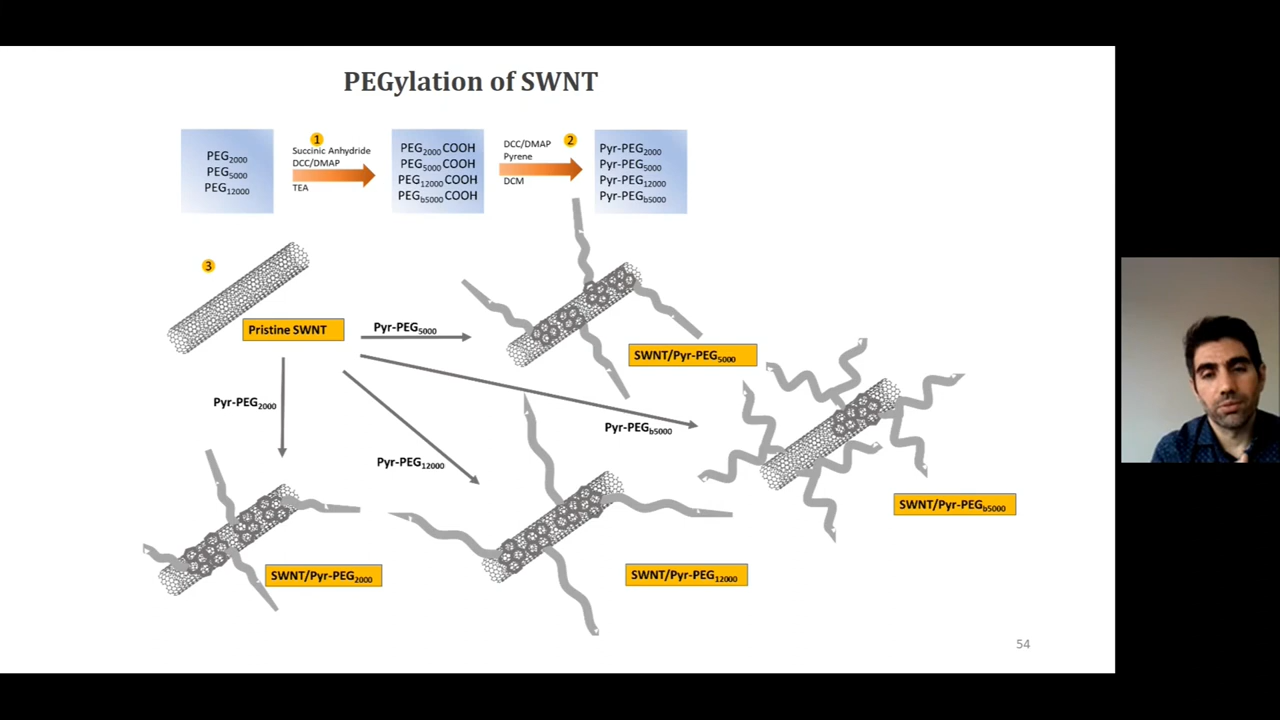 PEGylation of SWNT
PEG2000
PEG5000
PEG12000
1
Succinic Anhydride
DCC/DMAP
TEA
PEG2000 COOH
PEG5000 COOH
PEG12000 COOH
PEGb5000 COOH
DCC/DMAP
2
Pyrene
DCM
Pyr-PEG2000
Pyr-PEG5000
Pyr-PEG12000
Pyr-PEGb5000
3
Pristine SWNT
Pyr-PEG5000
SWNT/Pyr-PEG5000
Pyr-PEG2000
Pyr-PEGb5000
Pyr-PEG12000
SWNT/Pyr-PEGb5000
SWNT/Pyr-PEG2000
SWNT/Pyr-PEG12000
54